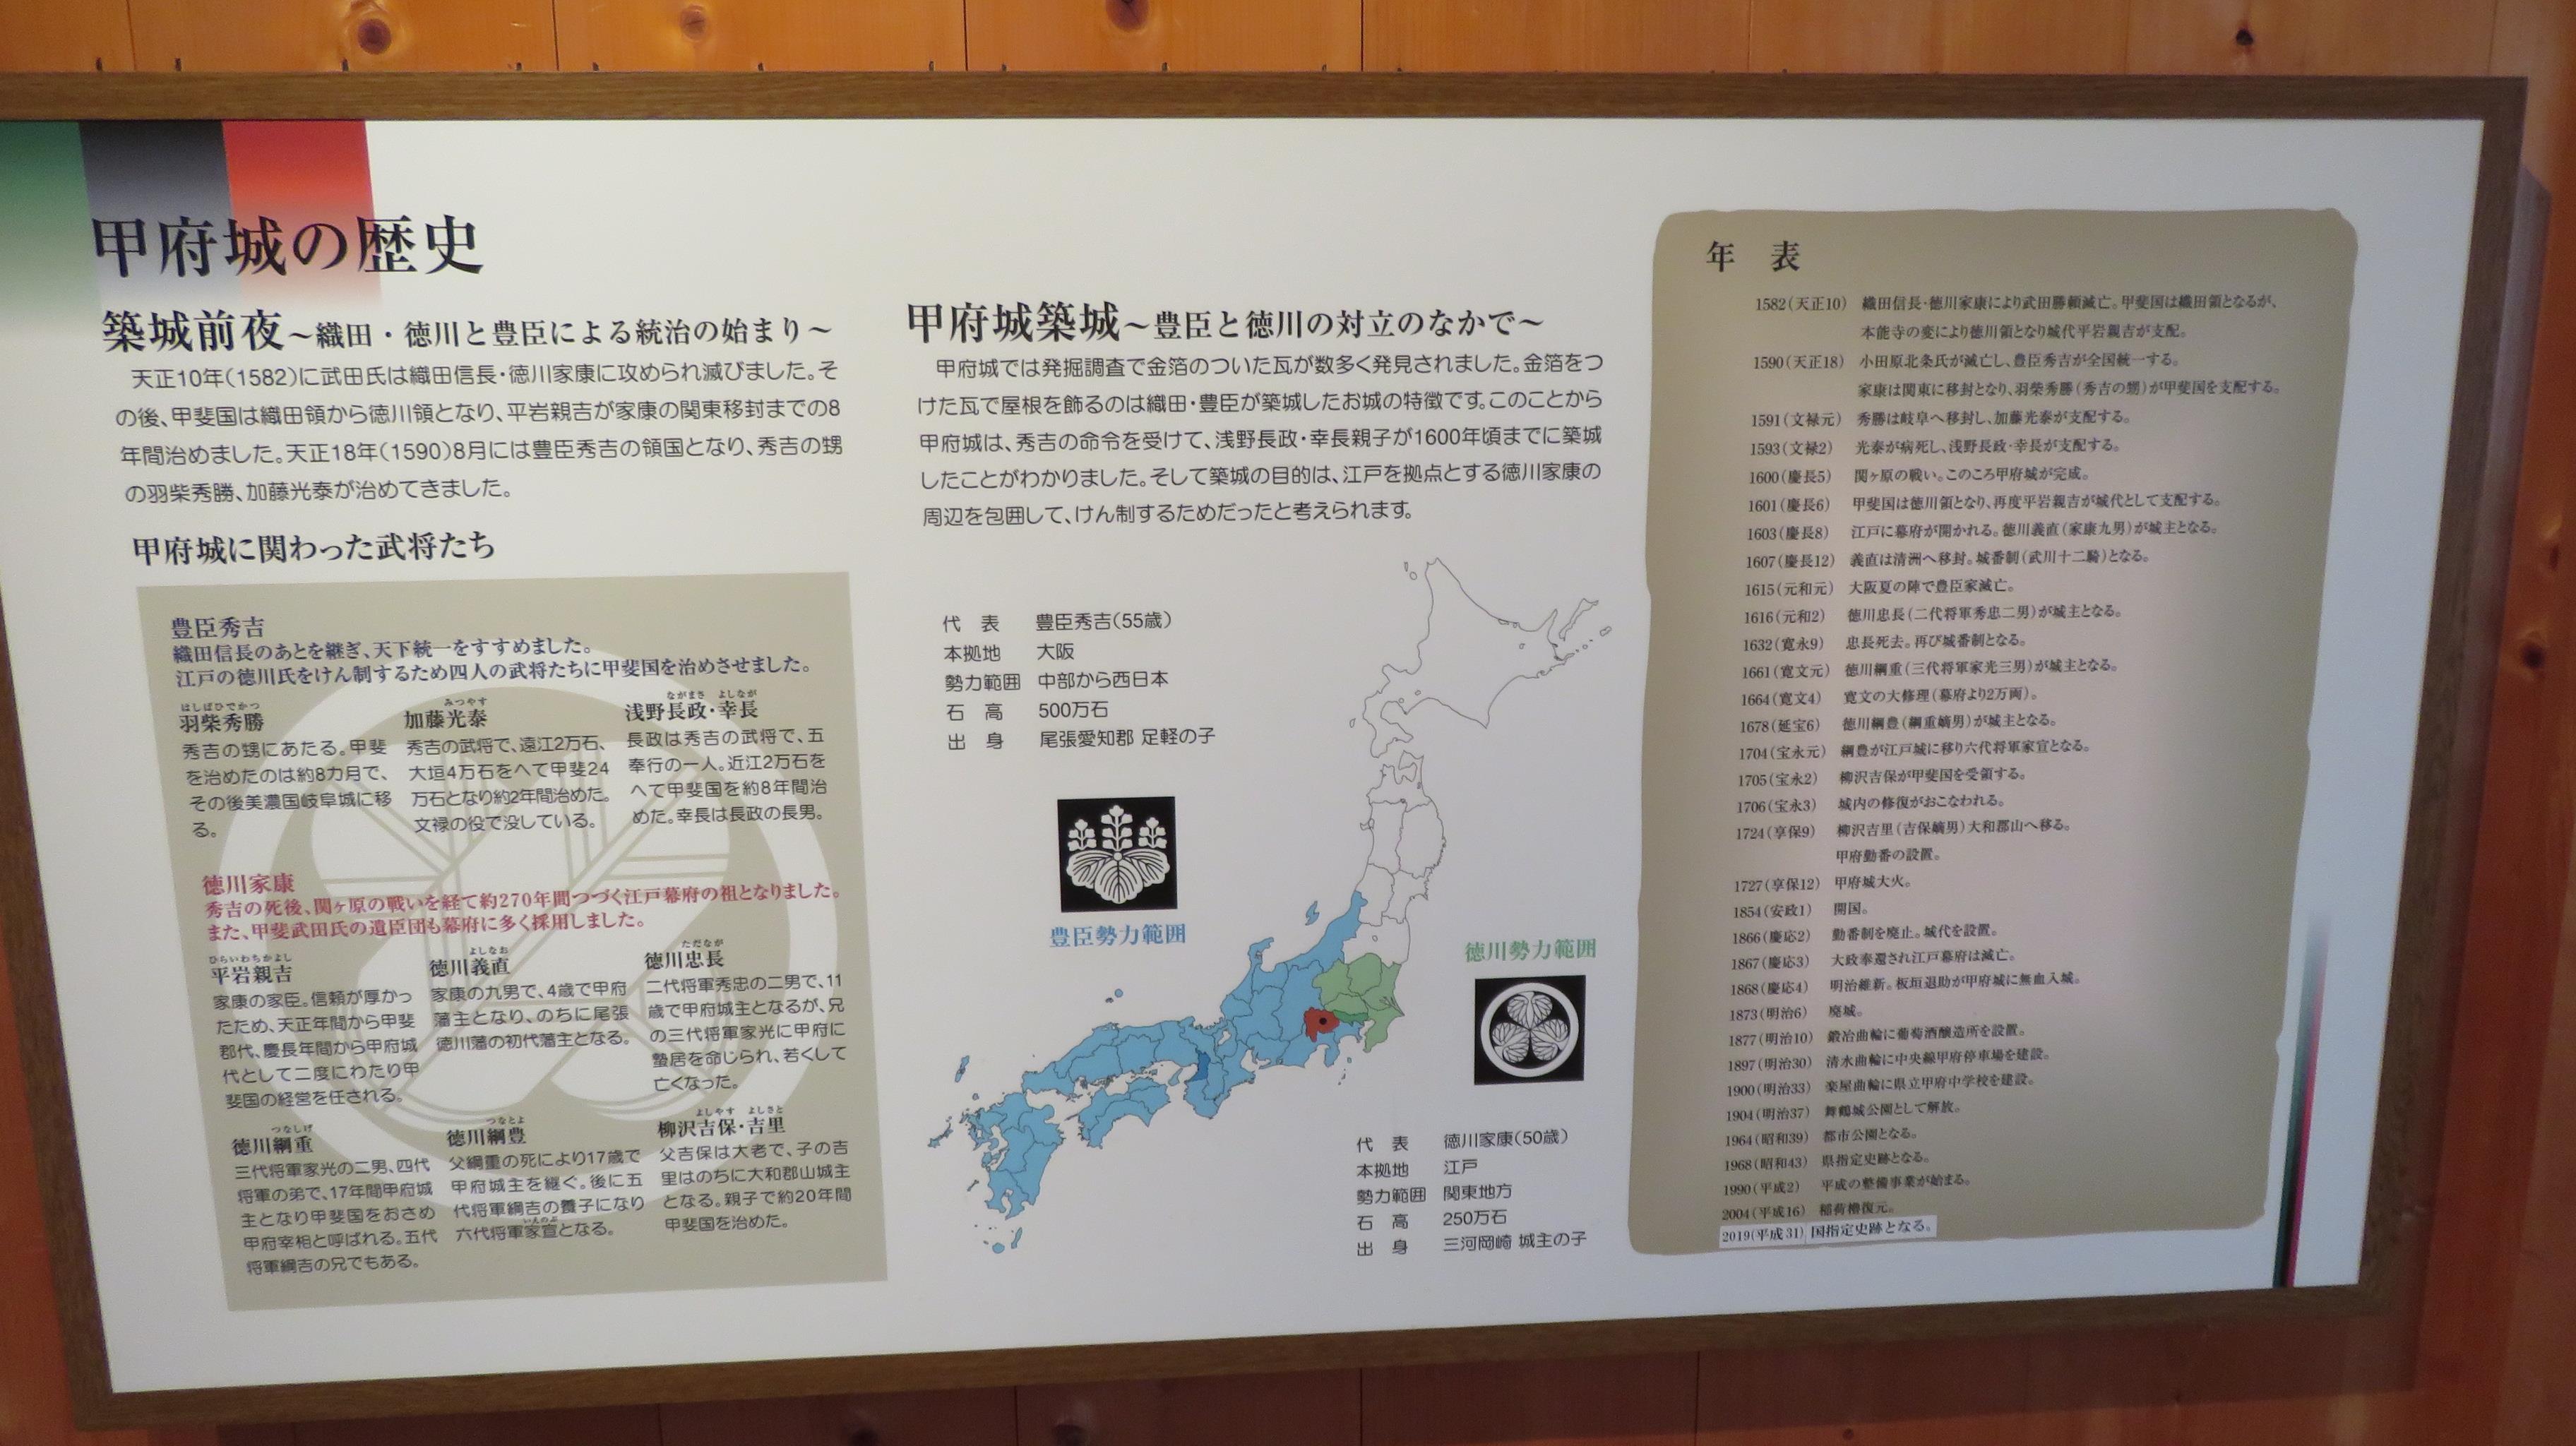 甲府城の歴史
築城前夜～織田・徳川と豊臣による統治の始まり～
天正10年(1582)に武田氏は織田信長・徳川家康に攻められ滅びました。そ
の後、甲斐国は織田領から徳川領となり、平岩親吉が家康の関東移封までの8
年間治めました。天正18年(1590)8月には豊臣秀吉の領国となり、秀吉の甥
の羽柴秀勝、加藤光泰が治めてきました。
甲府城に関わった武将たち
豊臣秀吉
織田信長のあとを継ぎ、天下統一をすすめました。
江戸の徳川氏をけん制するため四人の武将たちに甲斐国を治めさせました。
はしばひでかつ
羽柴秀勝
秀吉の甥にあたる。甲斐
を治めたのは約8カ月で、
その後美濃国岐阜城に移
る。
みつやす
加藤光泰
秀吉の武将で、遠江2万石、
大垣4万石をへて甲斐24
万石となり約2年間治めた。
文禄の役で没している。
ながまさ よしなが
浅野長政・幸長
長政は秀吉の武将で、五
奉行の一人。近江2万石を
へて甲斐国を約8年間治
めた。幸長は長政の長男。
徳川家康
秀吉の死後、関ヶ原の戦いを経て約270年間つづく江戸幕府の祖となりました。
また、甲斐武田氏の遺臣団も幕府に多く採用しました。
ひらいわちかよし
平岩親吉
家康の家臣。信頼が厚かっ
たため、天正年間から甲斐
郡代、慶長年間から甲府城
代として二度にわたり甲
斐国の経営を任される。
よしなお
徳川義直
家康の九男で、4歳で甲府
藩主となり、のちに尾張
徳川藩の初代藩主となる。
ただなが
徳川忠長
二代将軍秀忠の二男で、11
歳で甲府城主となるが、兄
の三代将軍家光に甲府に
蟄居を命じられ、若くして
亡くなった。
つなしげ
徳川綱重
三代将軍家光の二男、四代
将軍の弟で、17年間甲府城
主となり甲斐国をおさめ
甲府宰相と呼ばれる。五代
将軍綱吉の兄でもある。
つなとよ
徳川綱豊
父綱重の死により17歳で
甲府城主を継ぐ。後に五
代将軍綱吉の養子になり
いえのぶ
六代将軍家宣となる。
よしやす よしさと
柳沢吉保・吉里
父吉保は大老で、子の吉
里はのちに大和郡山城主
となる。親子で約20年間
甲斐国を治めた。
甲府城築城～豊臣と徳川の対立のなかで～
甲府城では発掘調査で金箔のついた瓦が数多く発見されました。金箔をつ
けた瓦で屋根を飾るのは織田・豊臣が築城したお城の特徴です。このことから
甲府城は、秀吉の命令を受けて、浅野長政・幸長親子が1600年頃までに築城
したことがわかりました。そして築城の目的は、江戸を拠点とする徳川家康の
周辺を包囲して、けん制するためだったと考えられます。
代 表 豊臣秀吉(55歳)
本拠地 大阪
勢力範囲 中部から西日本
石 高 500万石
出 身 尾張愛知郡 足軽の子
豊臣勢力範囲
徳川勢力範囲
代 表 徳川家康(50歳)
本拠地 江戸
勢力範囲 関東地方
石 高 250万石
出 身 三河岡崎 城主の子
年 表
1582(天正10) 織田信長・徳川家康により武田勝頼滅亡。甲斐国は織田領となるが、
本能寺の変により徳川領となり城代平岩親吉が支配。
1590(天正18) 小田原北条氏が滅亡し、豊臣秀吉が全国統一する。
家康は関東に移封となり、羽柴秀勝(秀吉の甥)が甲斐国を支配する。
1591(文禄元) 秀勝は岐阜へ移封し、加藤光泰が支配する。
1593(文禄2) 光泰が病死し、浅野長政・幸長が支配する。
1600(慶長5) 関ヶ原の戦い。このころ甲府城が完成。
1601(慶長6) 甲斐国は徳川領となり、再度平岩親吉が城代として支配する。
1603(慶長8) 江戸に幕府が開かれる。徳川義直(家康九男)が城主となる。
1607(慶長12) 義直は清洲へ移封。城番制(武川十二騎)となる。
1615(元和元) 大阪夏の陣で豊臣家滅亡。
1616(元和2) 徳川忠長(二代将軍秀忠二男)が城主となる。
1632(寛永9) 忠長死去。再び城番制となる。
1661(寛文元) 徳川綱重(三代将軍家光三男)が城主となる。
1664(寛文4) 寛文の大修理(幕府より2万両)。
1678(延宝6) 徳川綱豊(綱重嫡男)が城主となる。
1704(宝永元) 綱豊が江戸城に移り六代将軍家宣となる。
1705(宝永2) 柳沢吉保が甲斐国を受領する。
1706(宝永3) 城内の修復がおこなわれる。
1724(享保9) 柳沢吉里(吉保嫡男)大和郡山へ移る。
甲府勤番の設置。
1727(享保12) 甲府城大火。
1854(安政1) 開国。
1866(慶応2) 勤番制を廃止。城代を設置。
1867(慶応3) 大政奉還され江戸幕府は滅亡。
1868(慶応4) 明治維新。板垣退助が甲府城に無血入城。
1873(明治6) 廃城。
1877(明治10) 鍛冶曲輪に葡萄酒醸造所を設置。
1897(明治30) 清水曲輪に中央線甲府停車場を建設。
1900(明治33) 楽屋曲輪に県立甲府中学校を建設。
1904(明治37) 舞鶴城公園として解放。
1964(昭和39) 都市公園となる。
1968(昭和43) 県指定史跡となる。
1990(平成2) 平成の整備事業が始まる。
2004(平成16) 稲荷櫓復元。
2019(平成31) 国指定史跡となる。